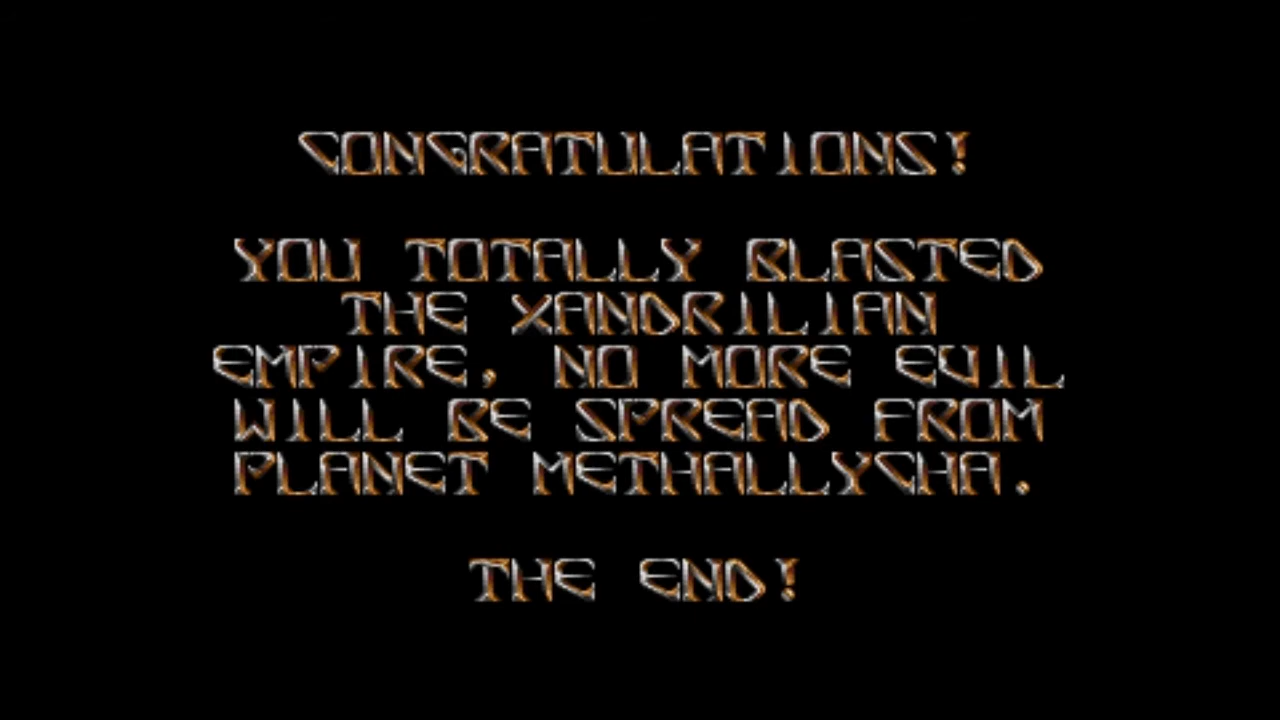 CONGRATULATIONS!
YOU TOTALLY BLASTED
THE XANDRILIAN
EMPIRE, NO MORE EVIL
WILL BE SPREAD FROM
PLANET METHALLYCHA.
THE END!